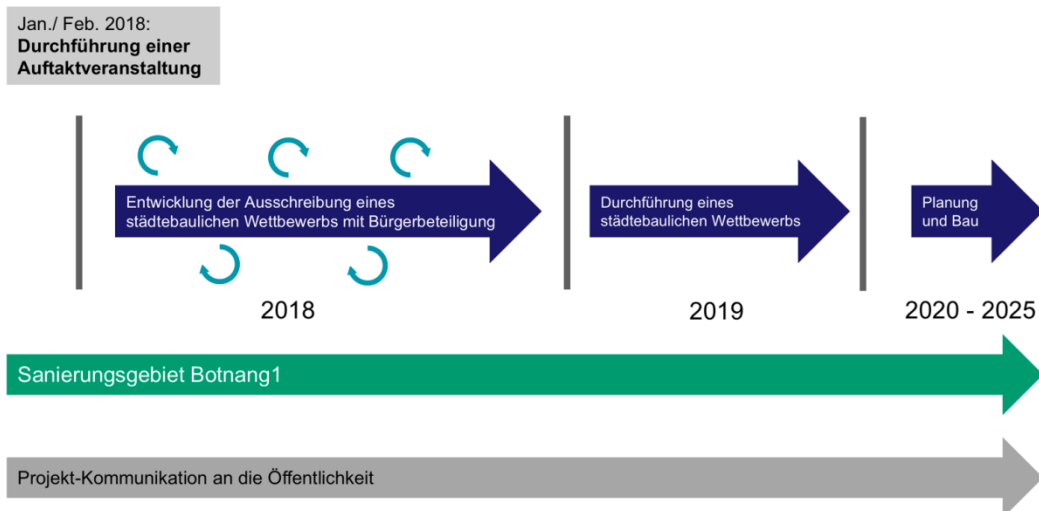 Jan./ Feb. 2018:
Durchführung einer
Auftaktveranstaltung
Entwicklung der Ausschreibung eines
städtebaulichen Wettbewerbs mit Bürgerbeteiligung
Durchführung eines
städtebaulichen Wettbewerbs
Planung
und Bau
2018
2019
2020 - 2025
Sanierungsgebiet Botnang1
Projekt-Kommunikation an die Öffentlichkeit